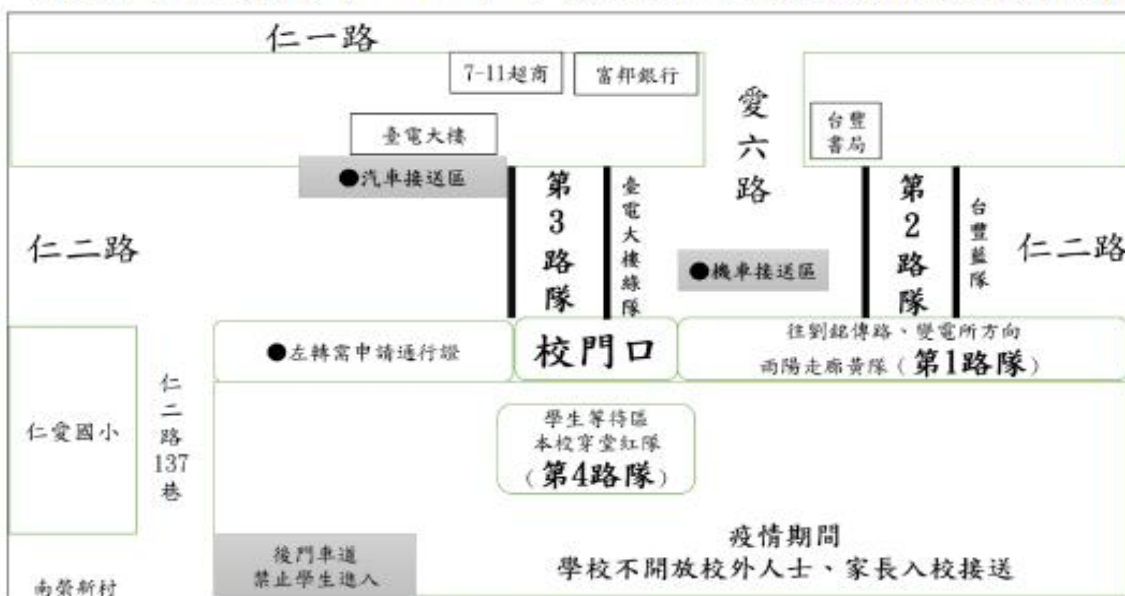 仁一路
7-11超商
富邦銀行
愛六路
臺電大樓
台豐
書局
●汽車接送區
第3路隊
臺電大樓綠隊
第2路隊
台豐藍隊
仁二路
●機車接送區
仁二路
●左轉需申請通行證
校門口
往劉銘傳路、變電所方向
雨陽走廊黃隊(第1路隊)
仁愛國小
仁二路137巷
學生等待區
本校穿堂紅隊
(第4路隊)
後門車道
禁止學生進入
疫情期間
學校不開放校外人士、家長入校接送
南榮新村